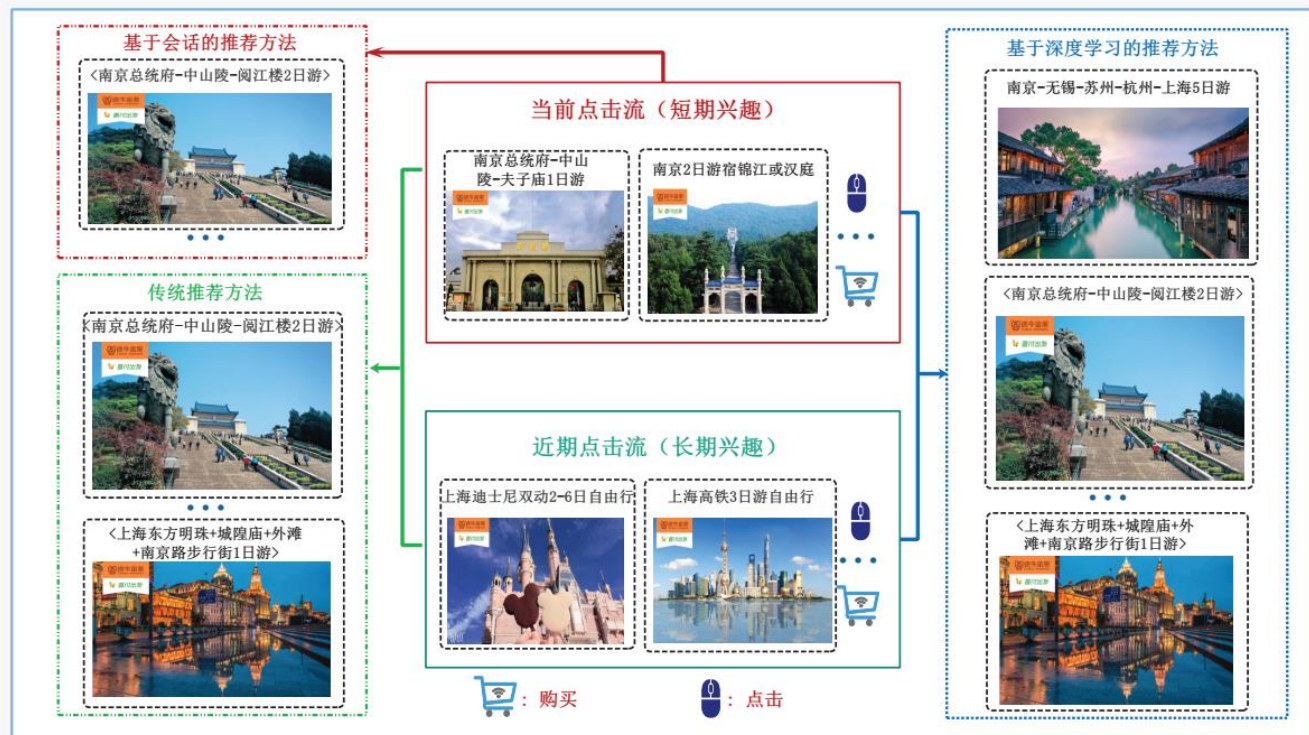 基于会话的推荐方法
<南京总统府-中山陵-阅江楼2日游>
传统推荐方法
<南京总统府-中山陵-阅江楼2日游>
<上海东方明珠+城隍庙+外滩
+南京路步行街1日游>
当前点击流（短期兴趣）
南京总统府-中山
陵-夫子庙1日游
南京2日游宿锦江或汉庭
近期点击流（长期兴趣）
上海迪士尼双动2-6日自由行
上海高铁3日游自由行
：购买
：点击
基于深度学习的推荐方法
南京-无锡-苏州-杭州-上海5日游
<南京总统府-中山陵-阅江楼2日游>
<上海东方明珠+城隍庙+外
滩+南京路步行街1日游>